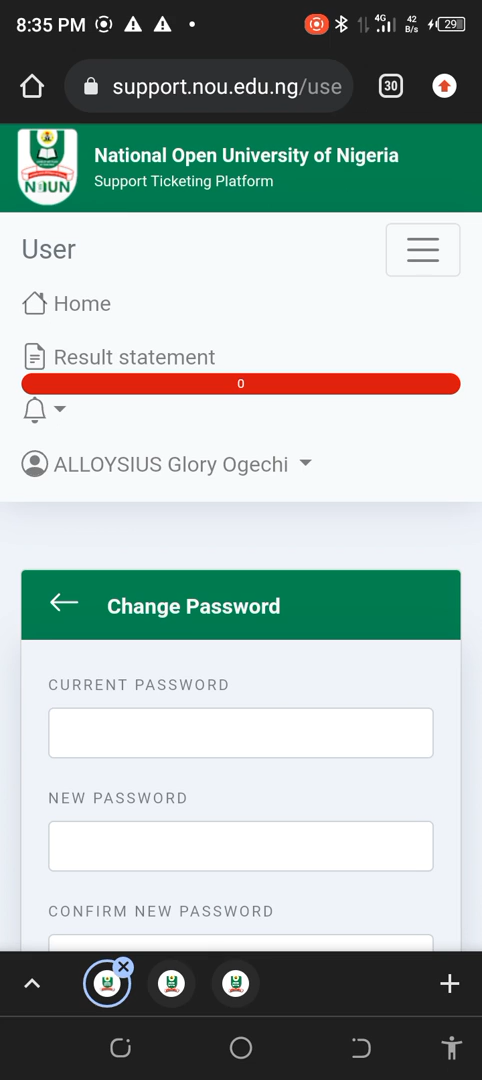 8:35 PM
4G
42
B/s
29
support.nou.edu.ng/use
30
NOUN
National Open University of Nigeria
Support Ticketing Platform
User
Home
Result statement
0
ALLOYSIUS Glory Ogechi
Change Password
CURRENT PASSWORD
NEW PASSWORD
CONFIRM NEW PASSWORD